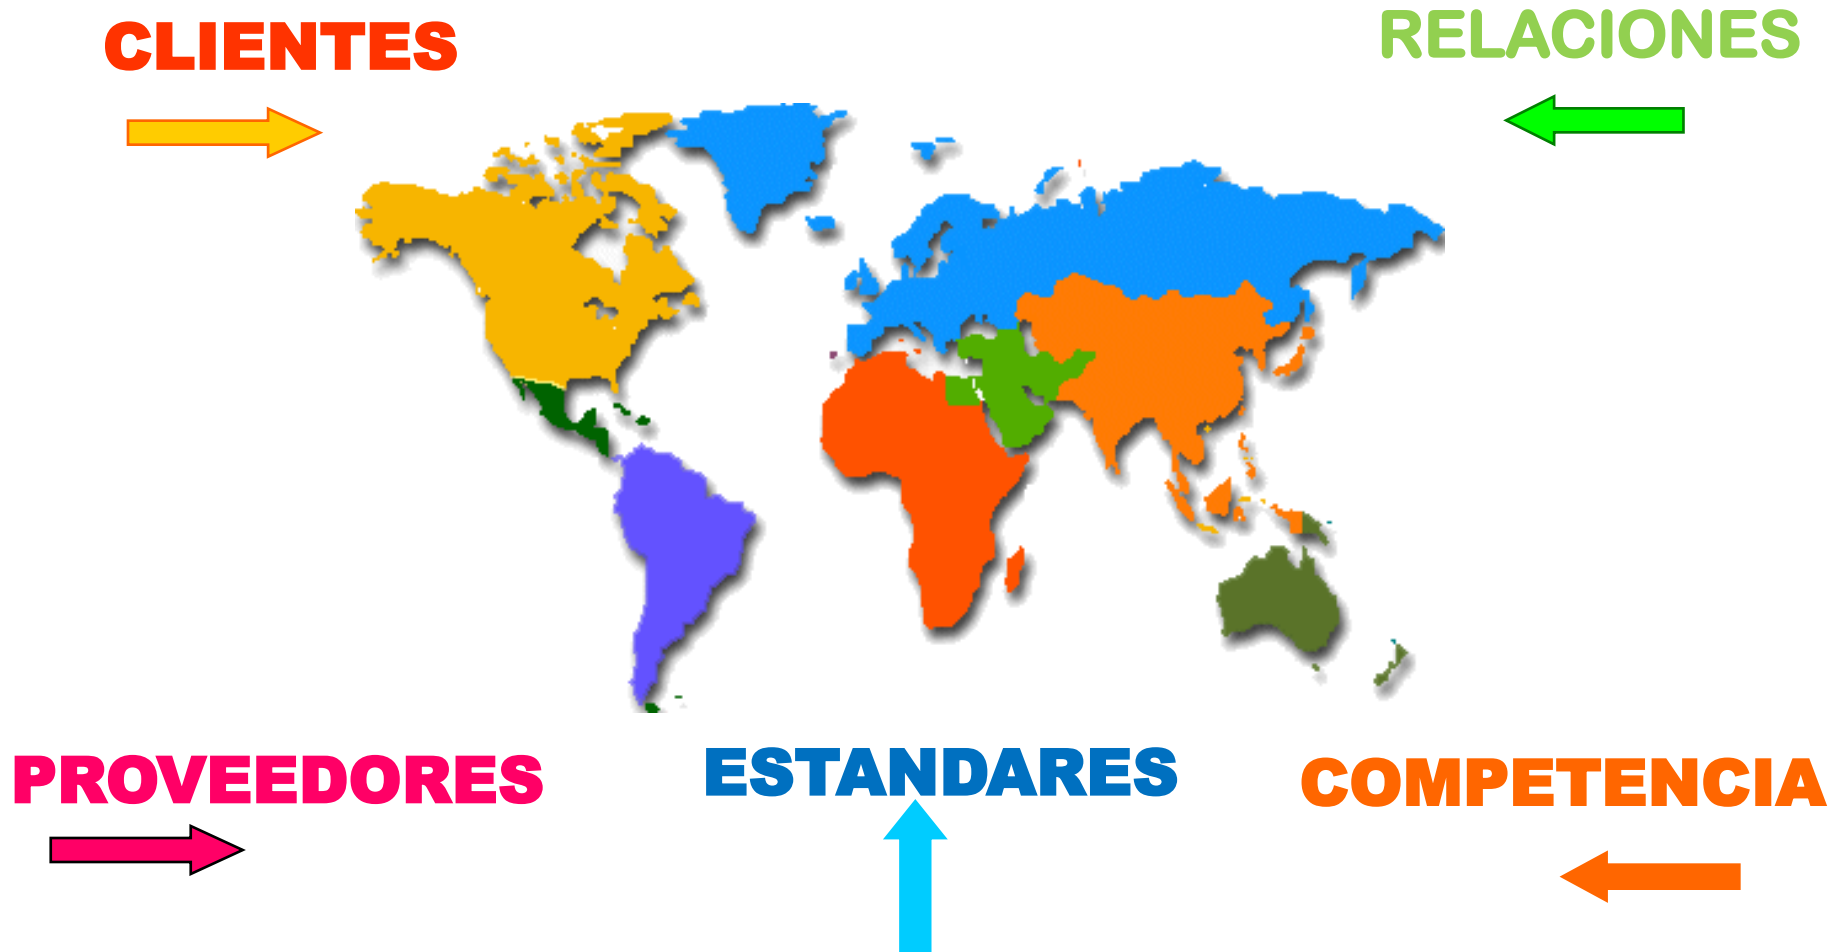 CLIENTES
RELACIONES
PROVEEDORES
ESTANDARES
COMPETENCIA